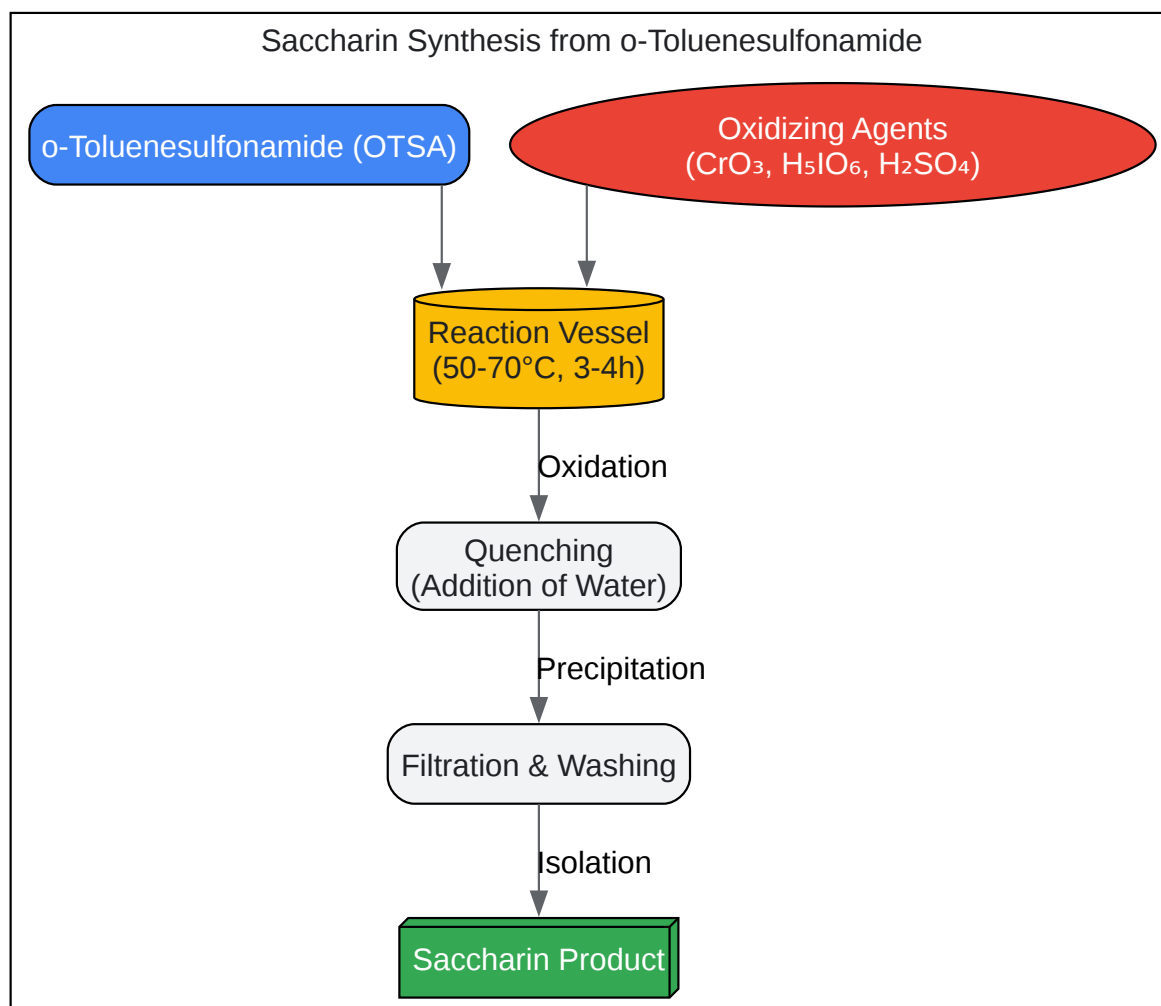 Saccharin Synthesis from o-Toluenesulfonamide
o-Toluenesulfonamide (OTSA)
Oxidizing Agents
(CrO₃, H₅IO₆, H₂SO₄)
Reaction Vessel
(50-70°C, 3-4h)
Oxidation
Quenching
(Addition of Water)
Precipitation
Filtration & Washing
Isolation
Saccharin Product